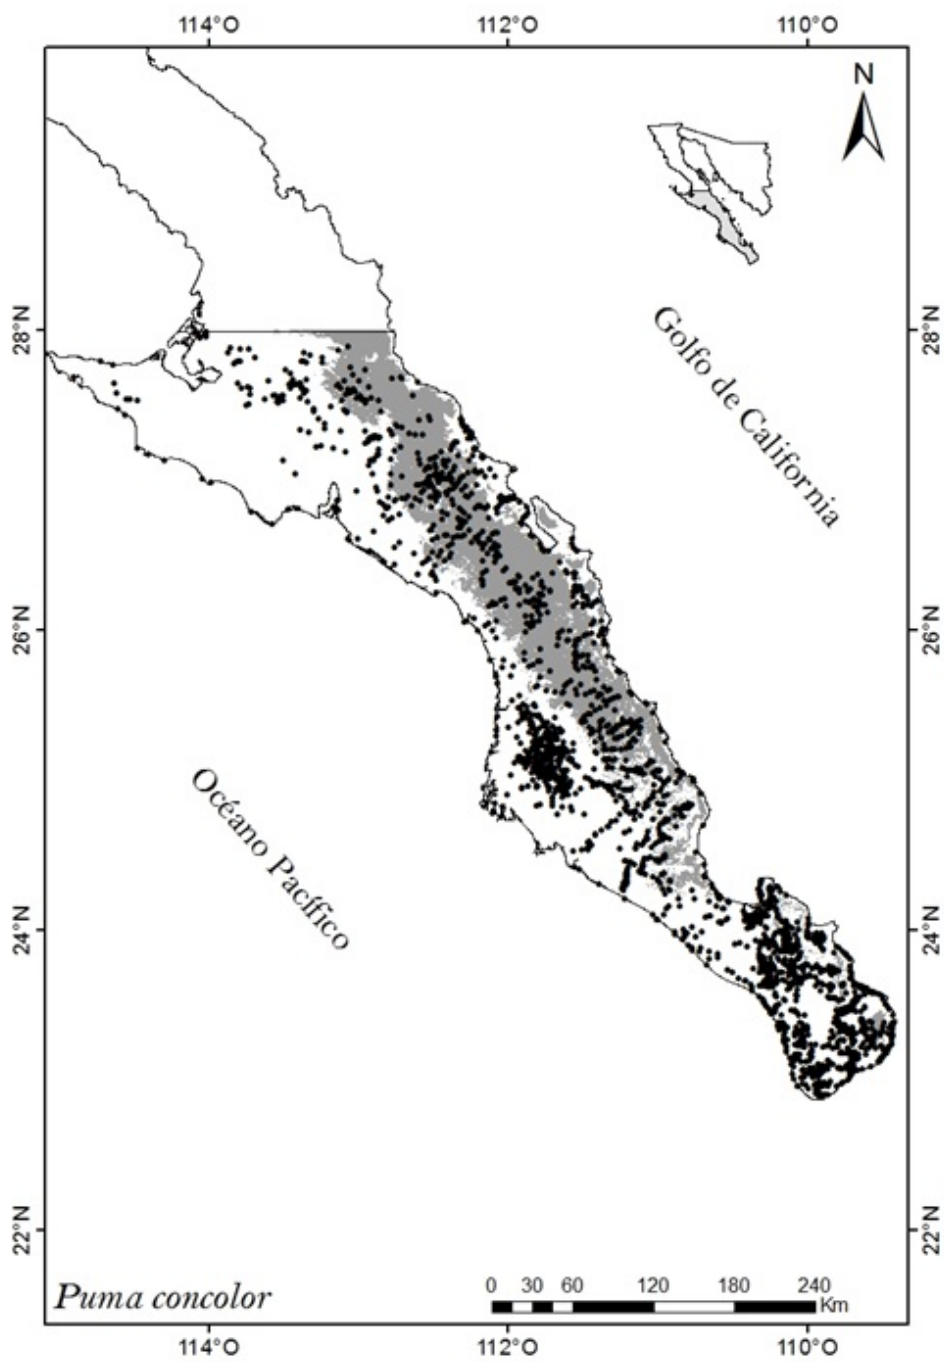 114°O 112°O 110°O
N
28°N 28°N
Golfo de California
26°N 26°N
Océano Pacífico
24°N 24°N
22°N 22°N
Puma concolor
0 30 60 120 180 240
Km
114°O 112°O 110°O